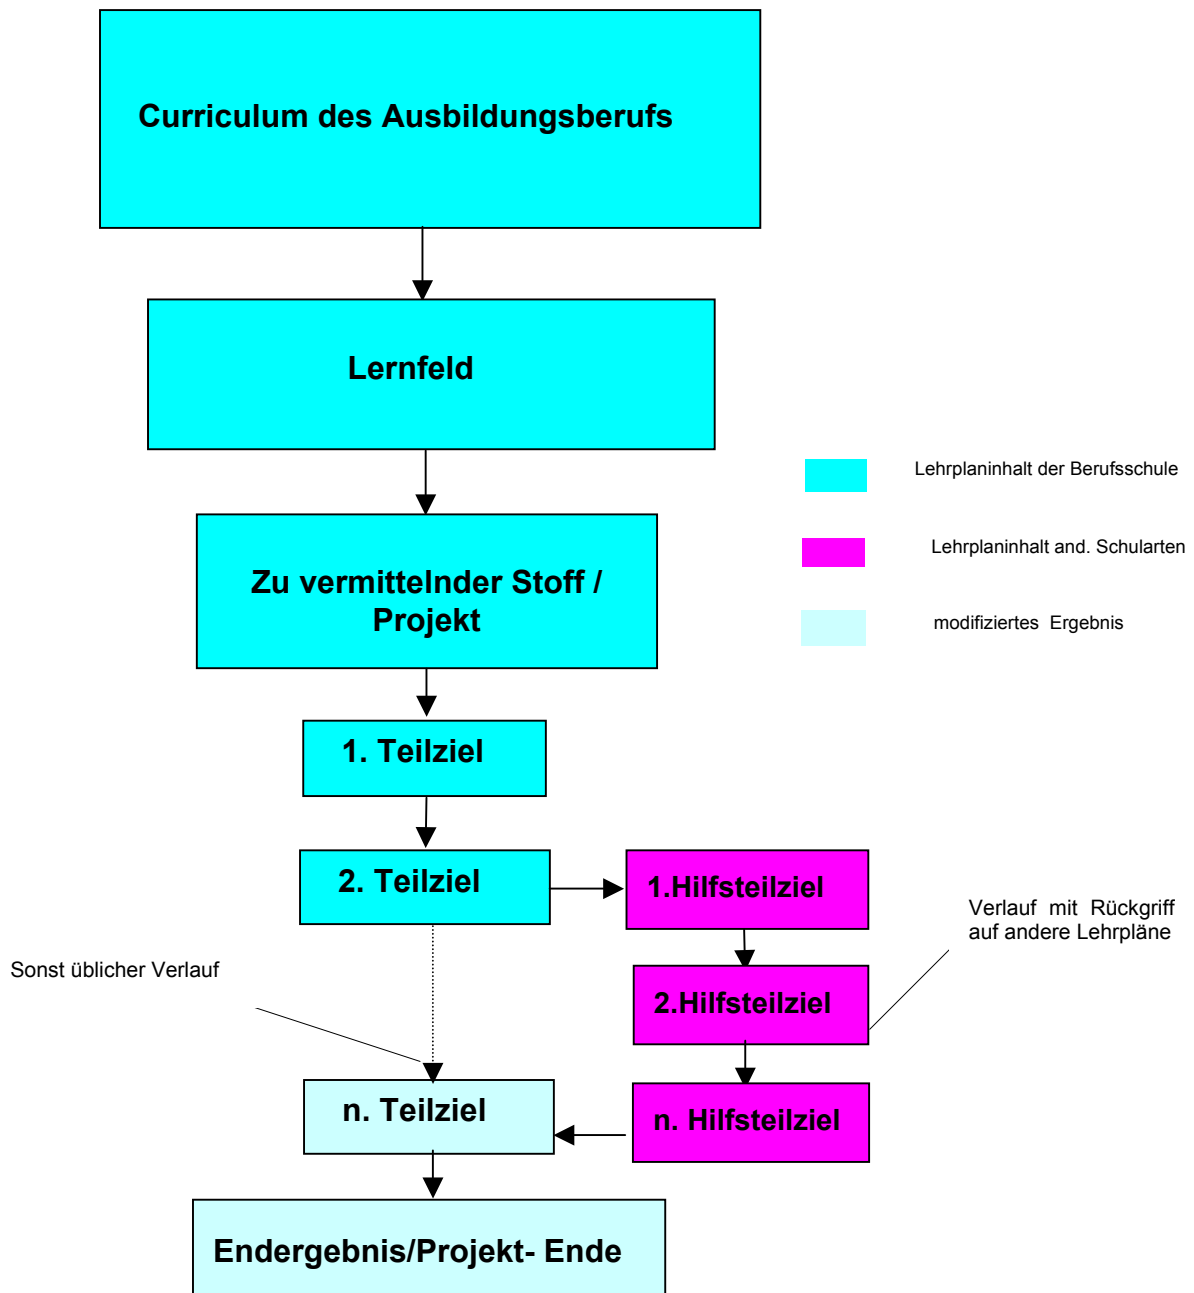 Curriculum des Ausbildungsberufs
Lernfeld
Lehrplaninhalt der Berufsschule
Lehrplaninhalt and. Schularten
modifiziertes Ergebnis
Zu vermittelnder Stoff /
Projekt
1. Teilziel
2. Teilziel
1.Hilfsteilziel
Verlauf mit Rückgriff
auf andere Lehrpläne
Sonst üblicher Verlauf
2.Hilfsteilziel
n. Teilziel
n. Hilfsteilziel
Endergebnis/Projekt- Ende